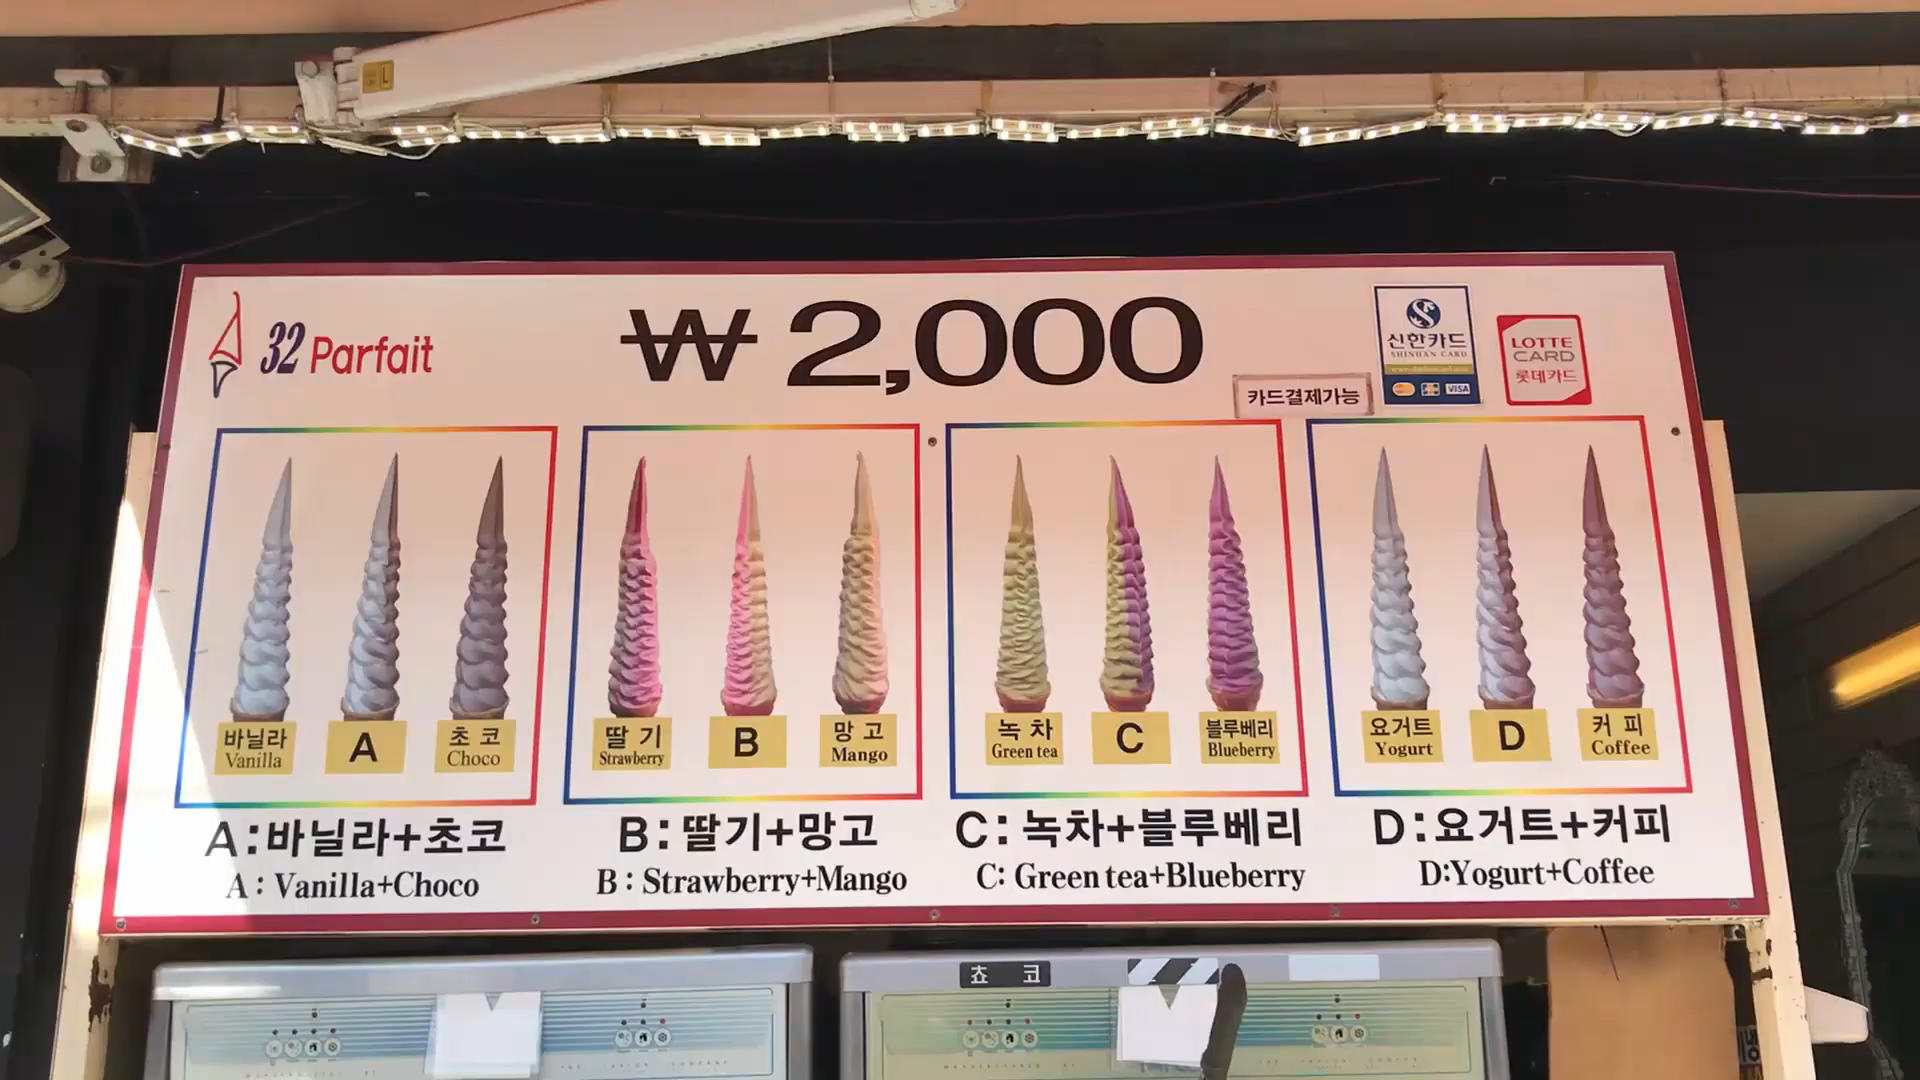 32 Parfait
₩ 2,000
카드결제가능
신한카드
SHINHAN CARD
VISA
LOTTE
CARD
롯데카드
바닐라
Vanilla
A
초 코
Choco
딸 기
Strawberry
B
망 고
Mango
녹 차
Green tea
C
블루베리
Blueberry
요거트
Yogurt
D
커 피
Coffee
A:바닐라+초코
A : Vanilla+Choco
B: 딸기+망고
B : Strawberry+Mango
C: 녹차+블루베리
C: Green tea+Blueberry
D:요거트+커피
D:Yogurt+Coffee
쵸 코